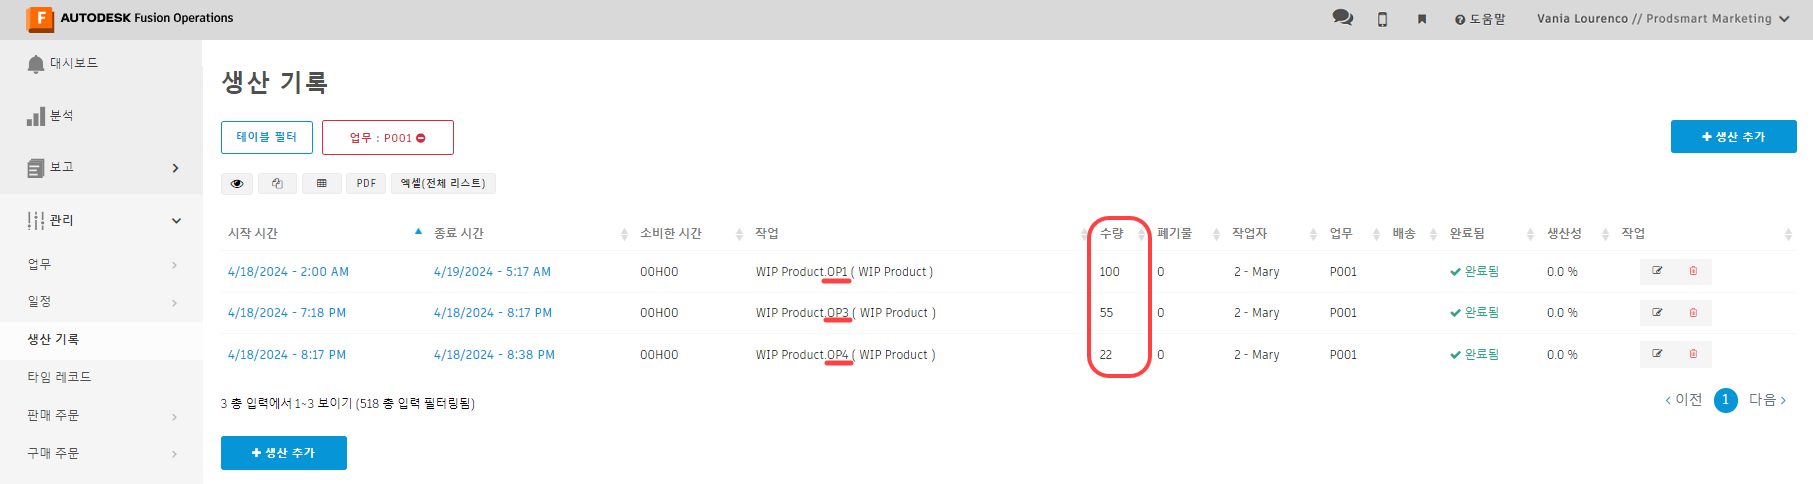 F AUTODESK Fusion Operations
도움말
Vania Lourenco // Prodsmart Marketing
대시보드
분석
보고
관리
업무
일정
생산 기록
타임 레코드
판매 주문
구매 주문
생산 기록
테이블 필터 업무 : P001
+ 생산 추가
PDF 엑셀(전체 리스트)
시작 시간 종료 시간 소비한 시간 작업 수량 폐기물 작업자 업무 배송 완료됨 생산성 작업
4/18/2024 - 2:00 AM 4/19/2024 - 5:17 AM 00H00 WIP Product.OP1 ( WIP Product ) 100 0 2 - Mary P001 완료됨 0.0 %
4/18/2024 - 7:18 PM 4/18/2024 - 8:17 PM 00H00 WIP Product.OP3 ( WIP Product ) 55 0 2 - Mary P001 완료됨 0.0 %
4/18/2024 - 8:17 PM 4/18/2024 - 8:38 PM 00H00 WIP Product.OP4 ( WIP Product ) 22 0 2 - Mary P001 완료됨 0.0 %
3 총 입력에서 1~3 보이기 (518 총 입력 필터링됨)
이전 1 다음
+ 생산 추가